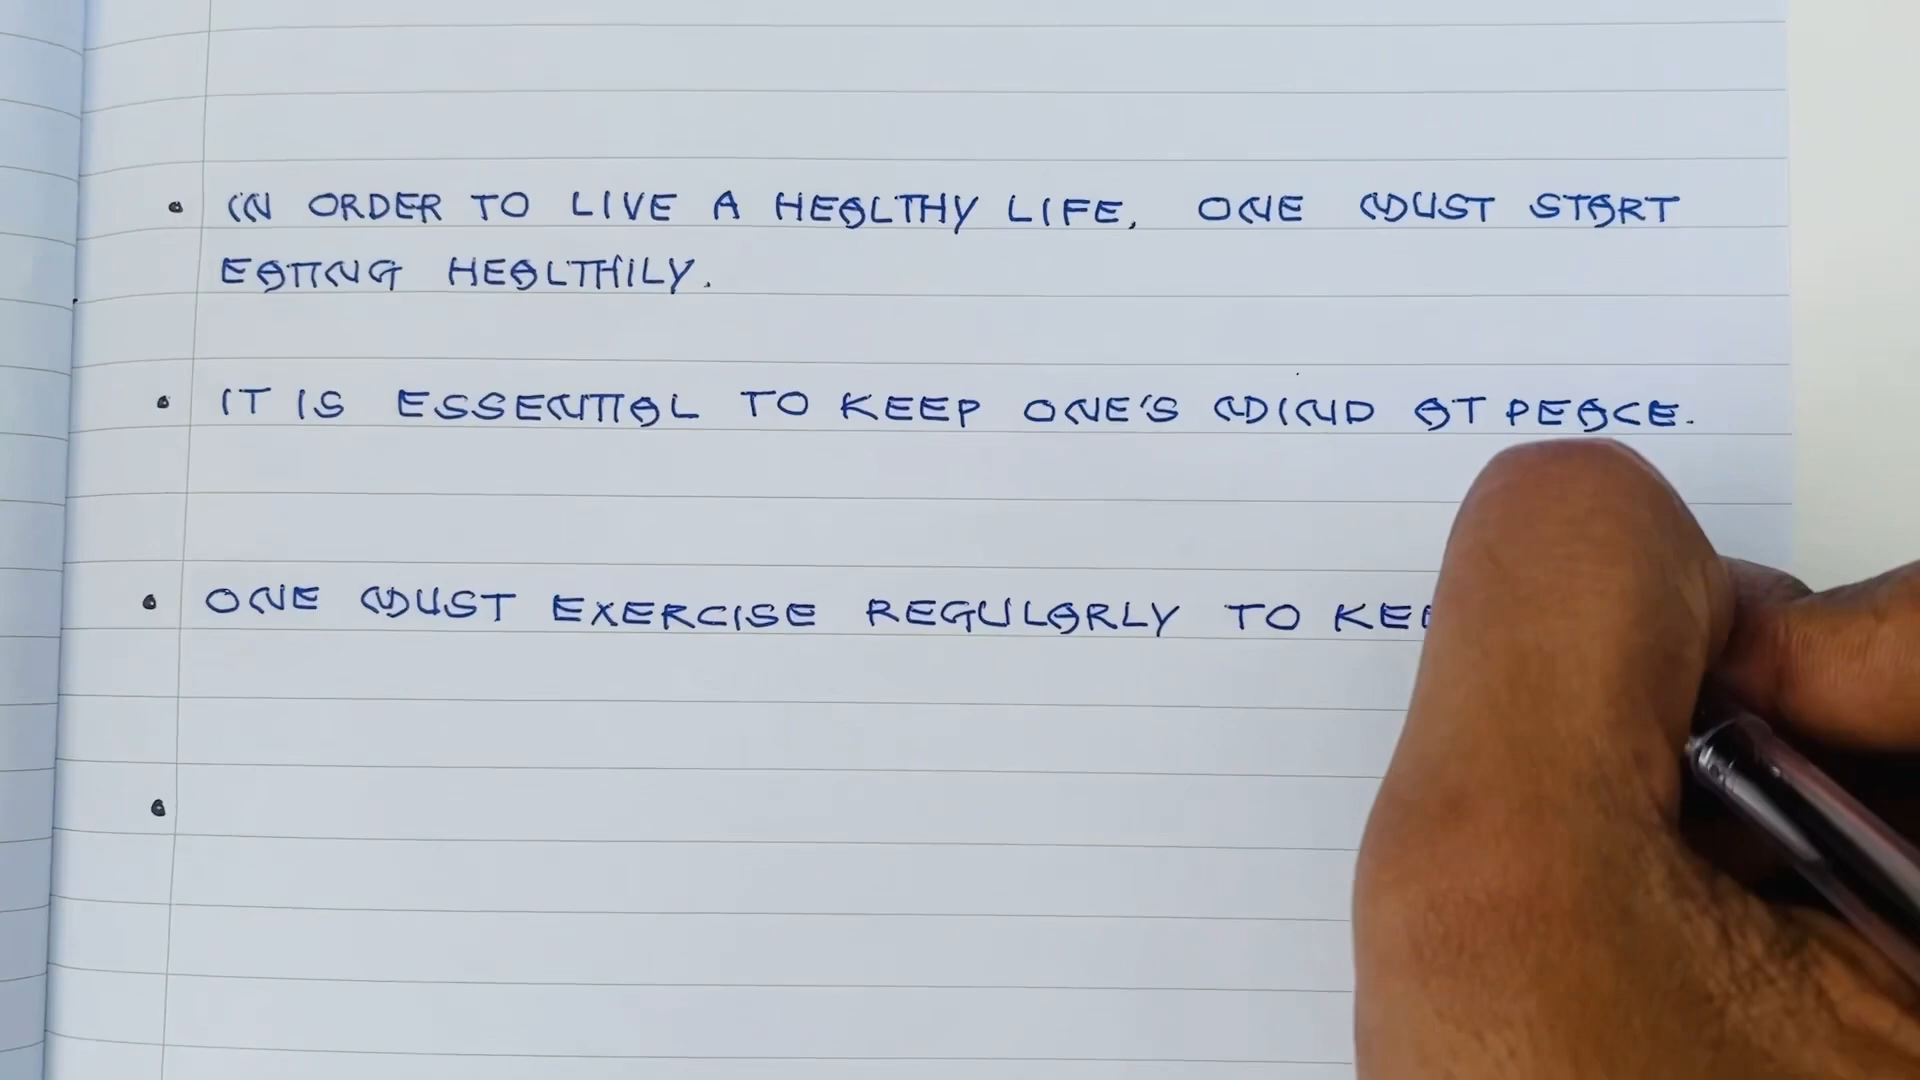 • IN ORDER TO LIVE A HEALTHY LIFE, ONE MUST START
EATING HEALTHILY.
• IT IS ESSENTIAL TO KEEP ONE'S MIND AT PEACE.
• ONE MUST EXERCISE REGULARLY TO
•